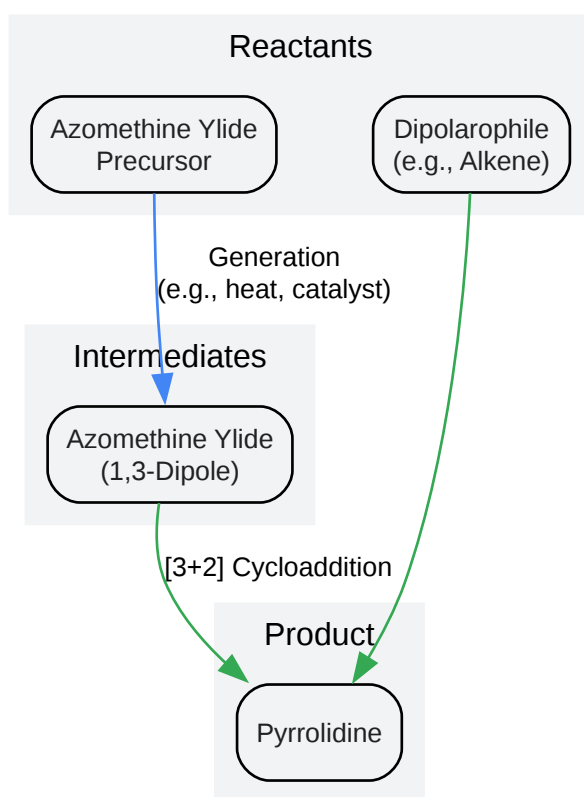 Reactants
Azomethine Ylide
Precursor
Dipolarophile
(e.g., Alkene)
Generation
(e.g., heat, catalyst)
Intermediates
Azomethine Ylide
(1,3-Dipole)
[3+2] Cycloaddition
Product
Pyrrolidine